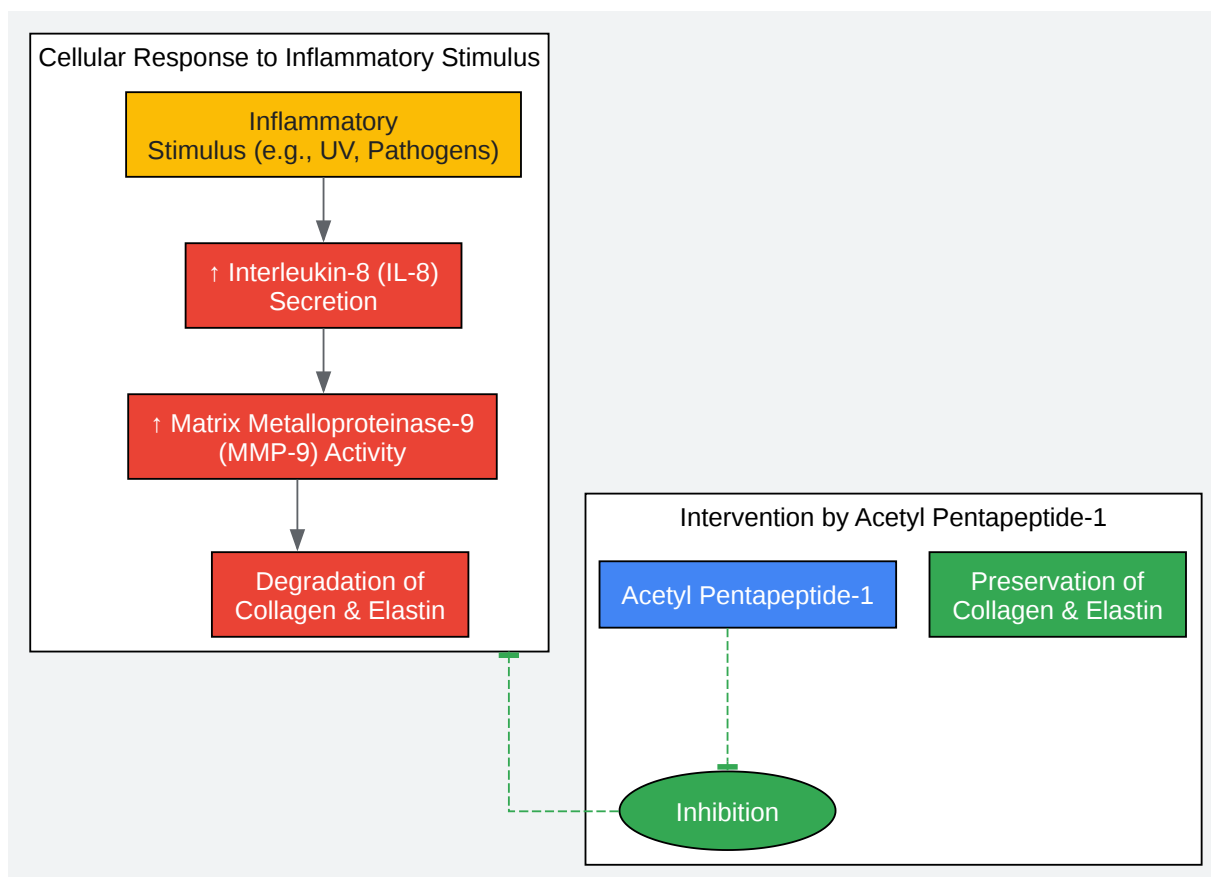 Cellular Response to Inflammatory Stimulus
Inflammatory
Stimulus (e.g., UV, Pathogens)
↑ Interleukin-8 (IL-8)
Secretion
↑ Matrix Metalloproteinase-9
(MMP-9) Activity
Degradation of
Collagen & Elastin
Intervention by Acetyl Pentapeptide-1
Acetyl Pentapeptide-1
Preservation of
Collagen & Elastin
Inhibition